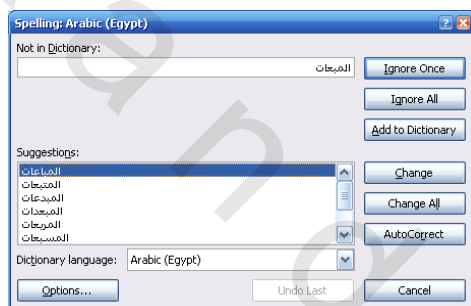 Spelling: Arabic (Egypt)
Not in Dictionary:
المبعات
Ignore Once
Ignore All
Add to Dictionary
Suggestions:
المباعات
المتبعات
المبدعات
المبعدات
المربعات
المسبعات
Change
Change All
AutoCorrect
Dictionary language: Arabic (Egypt)
Options...
Undo Last
Cancel